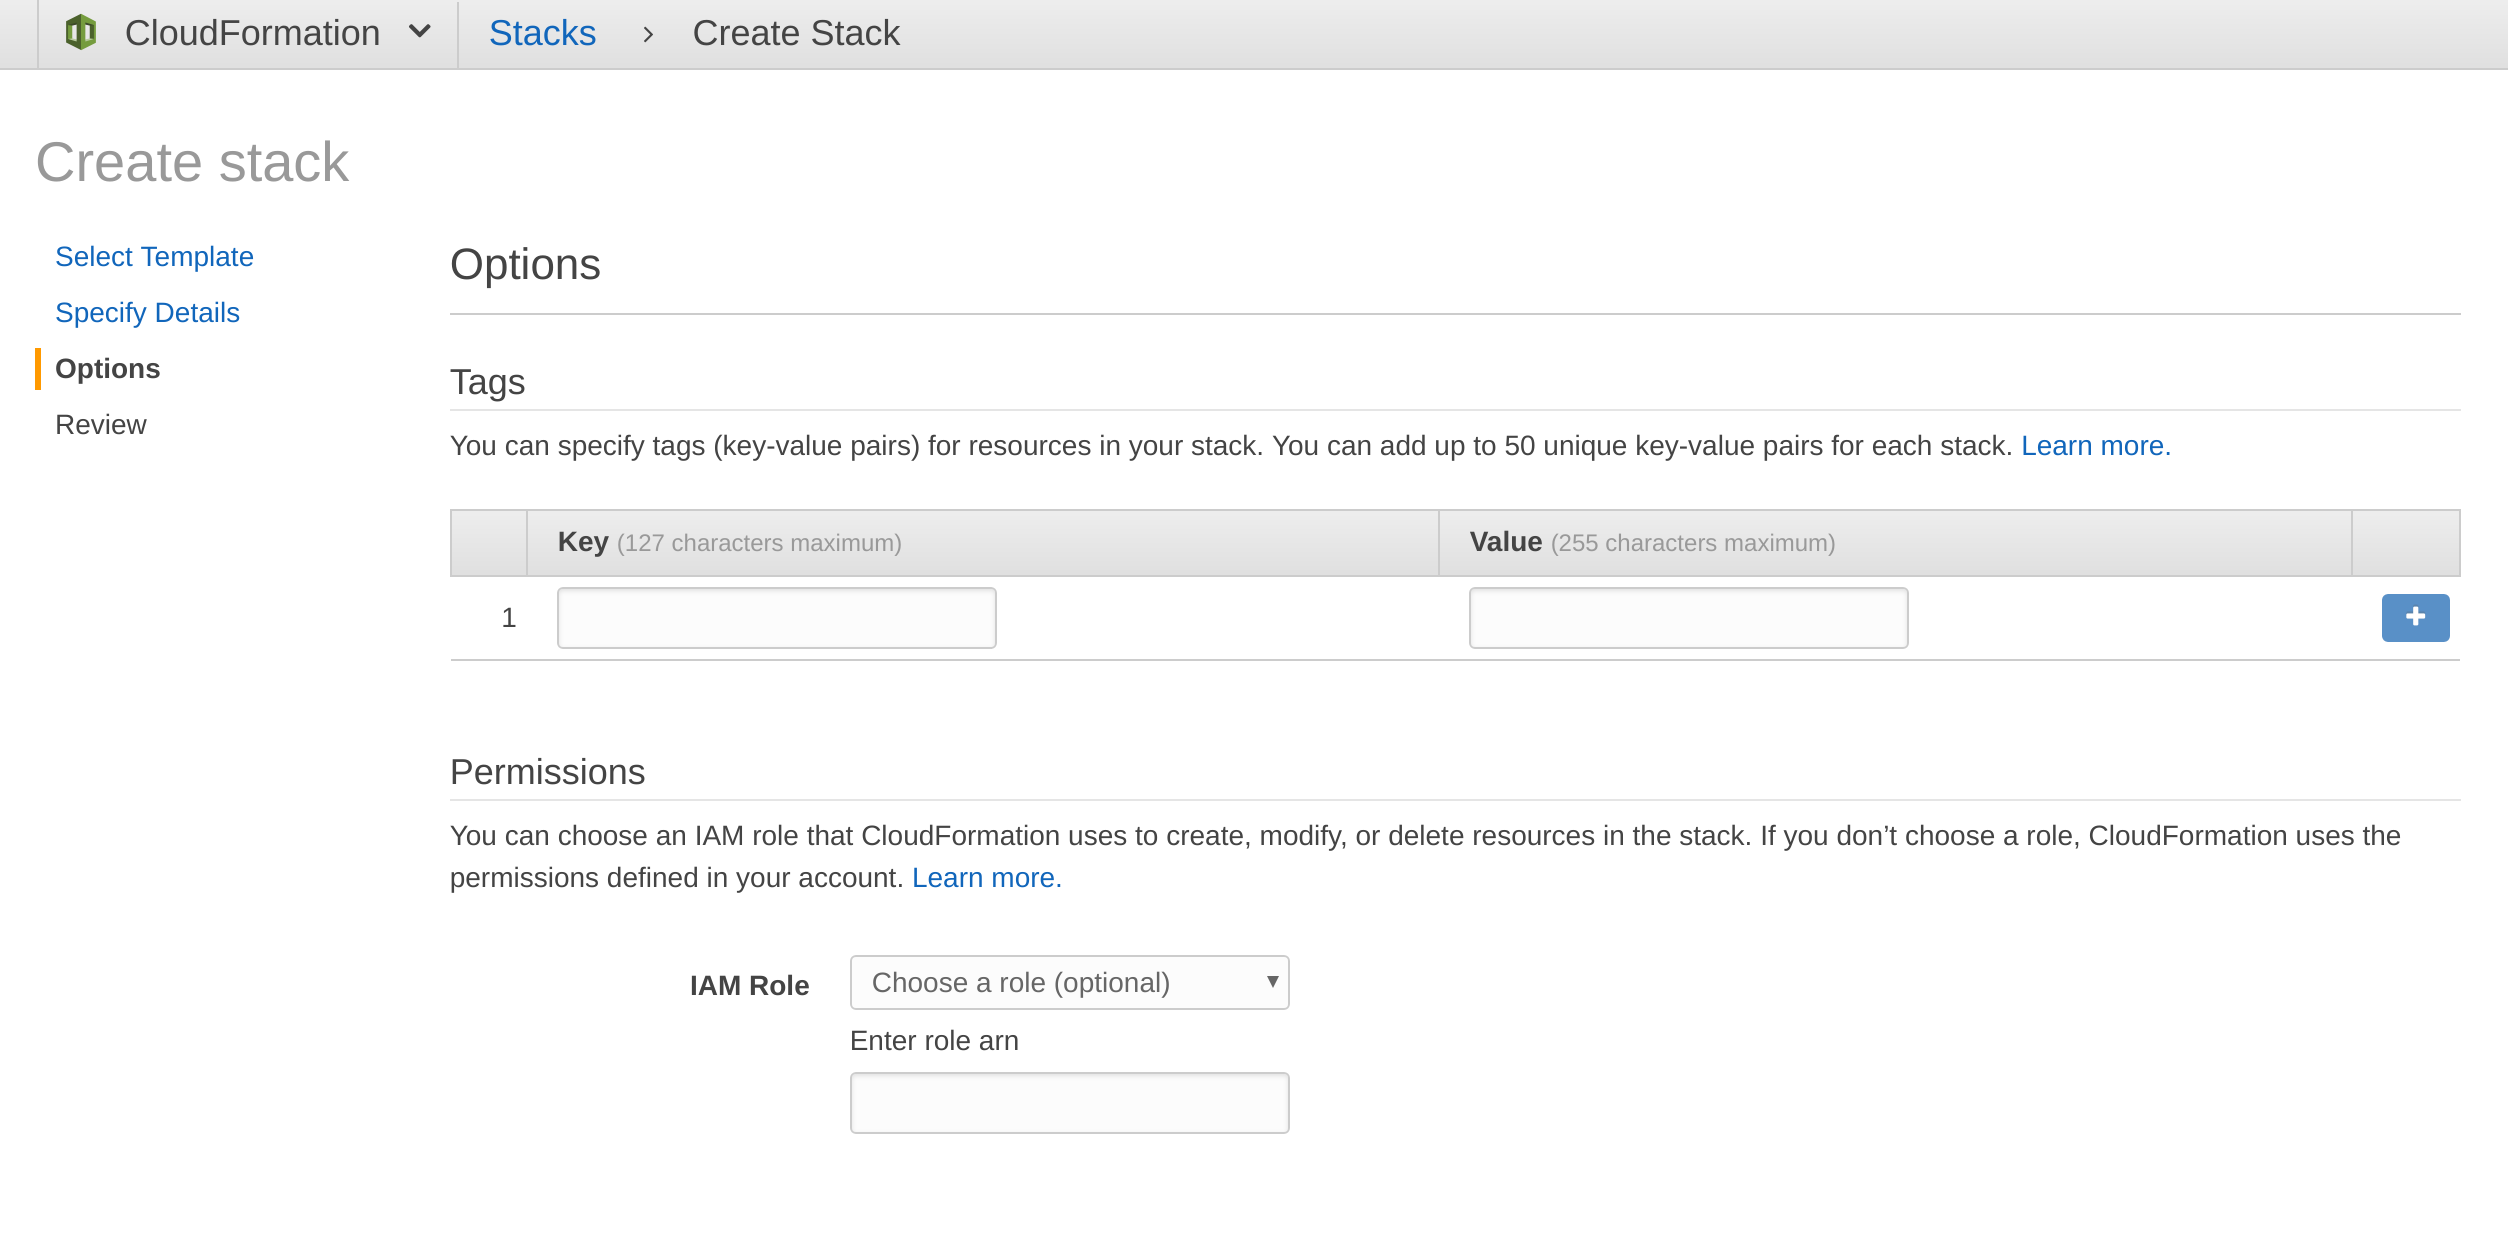 CloudFormation Stacks › Create Stack
Create stack
Select Template
Specify Details
Options
Review
Options
Tags
You can specify tags (key-value pairs) for resources in your stack. You can add up to 50 unique key-value pairs for each stack. Learn more.
Key (127 characters maximum) Value (255 characters maximum)
1
Permissions
You can choose an IAM role that CloudFormation uses to create, modify, or delete resources in the stack. If you don’t choose a role, CloudFormation uses the
permissions defined in your account. Learn more.
IAM Role Choose a role (optional)
Enter role arn